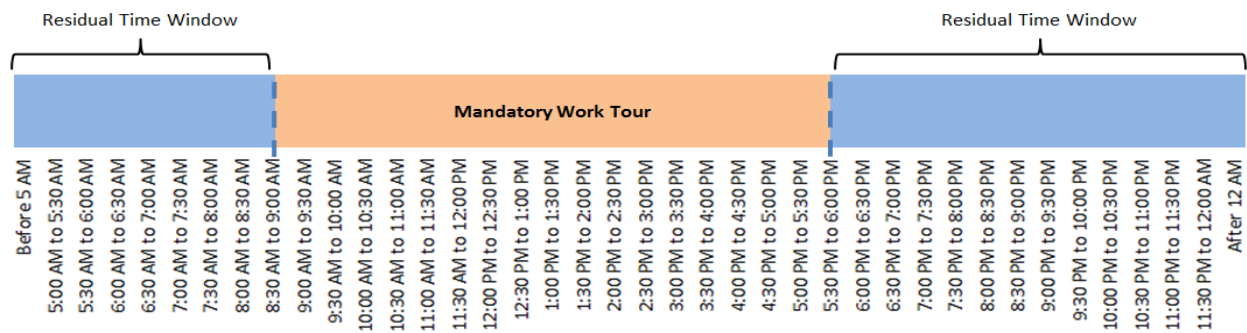 Residual Time Window
Residual Time Window
Mandatory Work Tour
Before 5 AM
5:00 AM to 5:30 AM
5:30 AM to 6:00 AM
6:00 AM to 6:30 AM
6:30 AM to 7:00 AM
7:00 AM to 7:30 AM
7:30 AM to 8:00 AM
8:00 AM to 8:30 AM
8:30 AM to 9:00 AM
9:00 AM to 9:30 AM
9:30 AM to 10:00 AM
10:00 AM to 10:30 AM
10:30 AM to 11:00 AM
11:00 AM to 11:30 AM
11:30 AM to 12:00 PM
12:00 PM to 12:30 PM
12:30 PM to 1:00 PM
1:00 PM to 1:30 PM
1:30 PM to 2:00 PM
2:00 PM to 2:30 PM
2:30 PM to 3:00 PM
3:00 PM to 3:30 PM
3:30 PM to 4:00 PM
4:00 PM to 4:30 PM
4:30 PM to 5:00 PM
5:00 PM to 5:30 PM
5:30 PM to 6:00 PM
6:00 PM to 6:30 PM
6:30 PM to 7:00 PM
7:00 PM to 7:30 PM
7:30 PM to 8:00 PM
8:00 PM to 8:30 PM
8:30 PM to 9:00 PM
9:00 PM to 9:30 PM
9:30 PM to 10:00 PM
10:00 PM to 10:30 PM
10:30 PM to 11:00 PM
11:00 PM to 11:30 PM
11:30 PM to 12:00 AM
After 12 AM